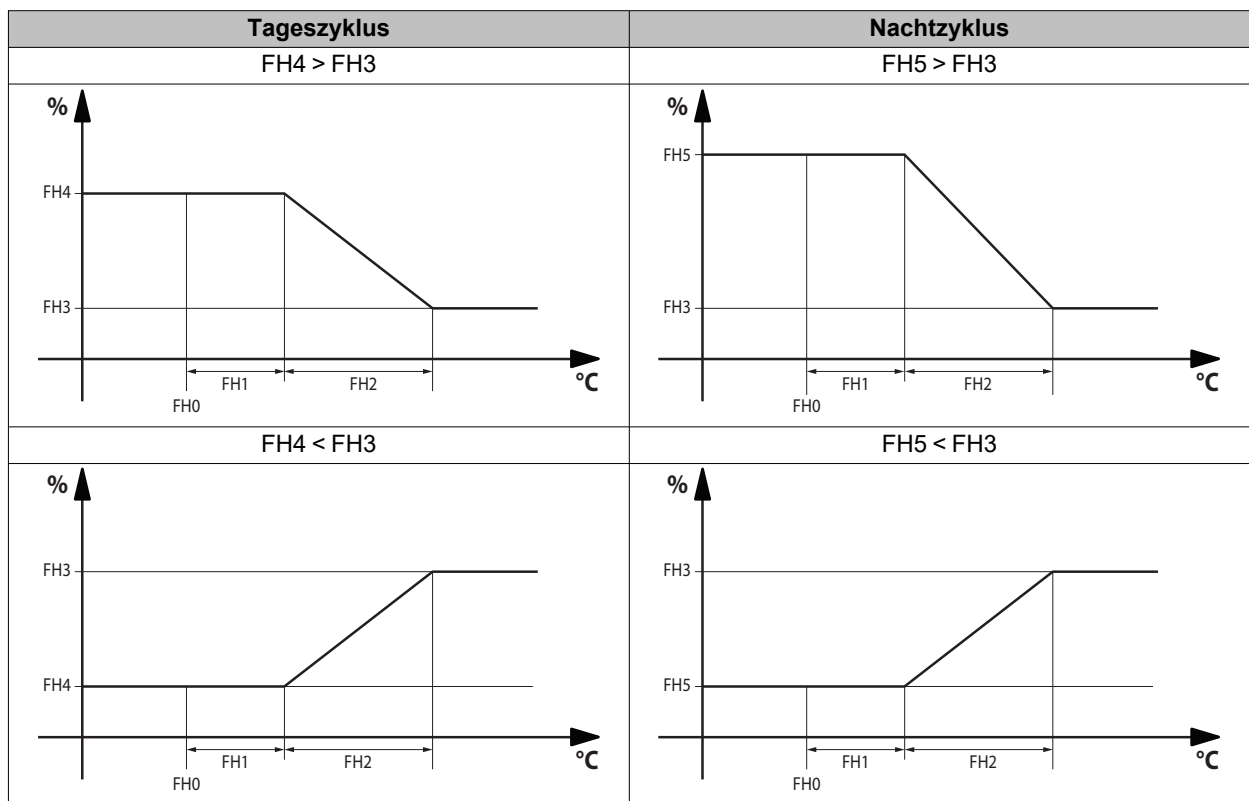 Tageszyklus
Nachtzyklus
FH4 > FH3
FH5 > FH3
%
FH4
FH3
FH1
FH2
°C
FH0
%
FH5
FH3
FH1
FH2
°C
FH0
FH4 < FH3
FH5 < FH3
%
FH3
FH4
FH1
FH2
°C
FH0
%
FH3
FH5
FH1
FH2
°C
FH0